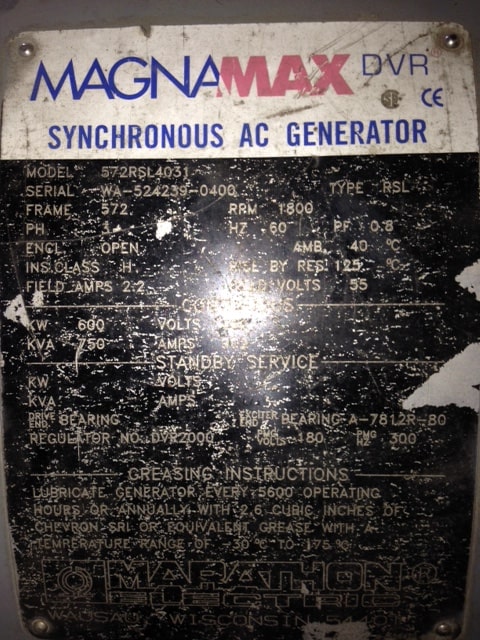 MAGNAMAX DVR
CE
SYNCHRONOUS AC GENERATOR
MODEL 572RSL4031
SERIAL WA-524239-0400 TYPE RSL
FRAME 572 RPM 1800
PH 3 HZ 60 PF 0.8
ENCL OPEN AMB. 40 °C
INS.CLASS H RISE BY RES 125 °C
FIELD AMPS 2.2 VOLTS 55
KW 600 VOLTS
KVA 750 AMPS
STANDBY SERVICE
KW VOLTS
KVA AMPS
DRIVE END BEARING EXCITER END BEARING A-7812R-80
REGULATOR NO. DVR2000 VOLTS 180 PMG 300
GREASING INSTRUCTIONS
LUBRICATE GENERATOR EVERY 5600 OPERATING
HOURS OR ANNUALLY WITH 2.6 CUBIC INCHES OF
CHEVRON SRI OR EQUIVALENT GREASE WITH A
TEMPERATURE RANGE OF -30 °C TO 175 °C
MARATHON ®
ELECTRIC
WAUSAU, WISCONSIN 54401